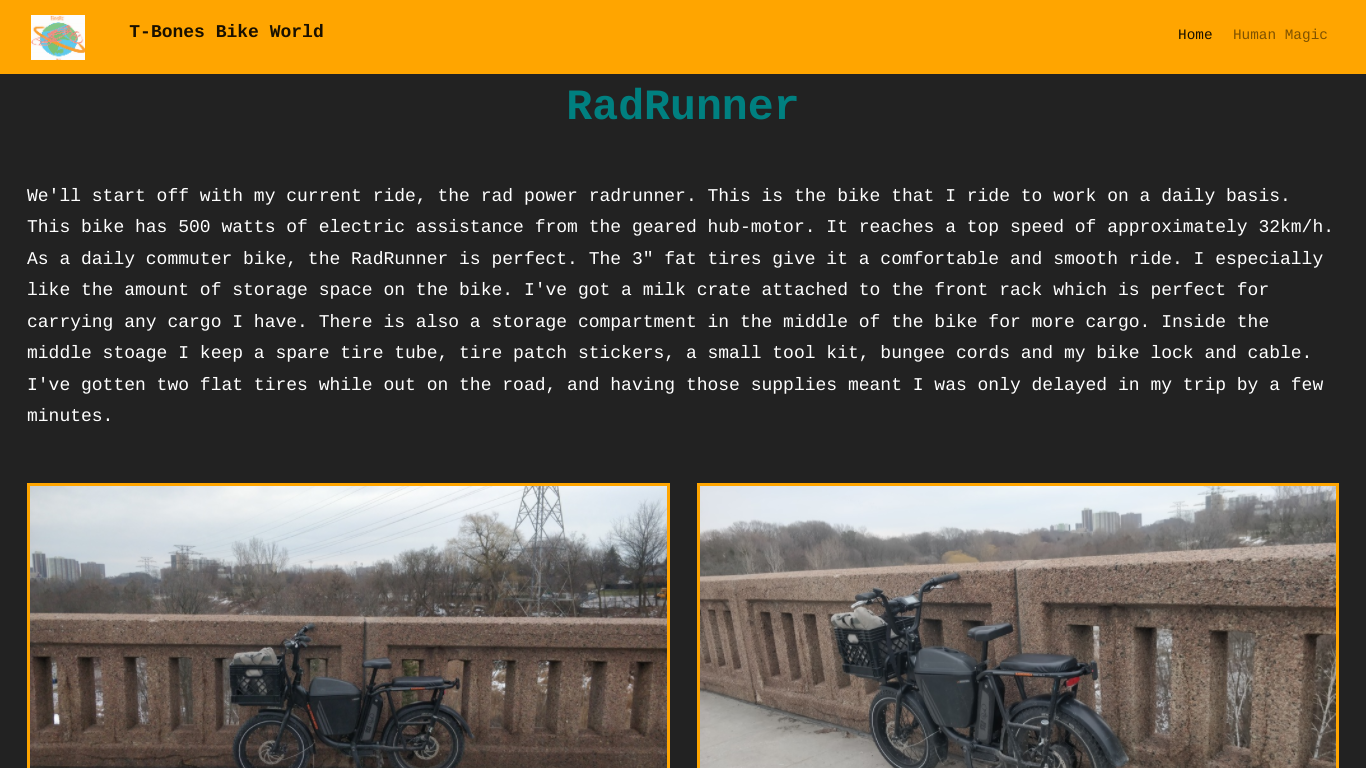 T-Bones Bike World
Home Human Magic
RadRunner
We'll start off with my current ride, the rad power radrunner. This is the bike that I ride to work on a daily basis.
This bike has 500 watts of electric assistance from the geared hub-motor. It reaches a top speed of approximately 32km/h.
As a daily commuter bike, the RadRunner is perfect. The 3" fat tires give it a comfortable and smooth ride. I especially
like the amount of storage space on the bike. I've got a milk crate attached to the front rack which is perfect for
carrying any cargo I have. There is also a storage compartment in the middle of the bike for more cargo. Inside the
middle stoage I keep a spare tire tube, tire patch stickers, a small tool kit, bungee cords and my bike lock and cable.
I've gotten two flat tires while out on the road, and having those supplies meant I was only delayed in my trip by a few
minutes.